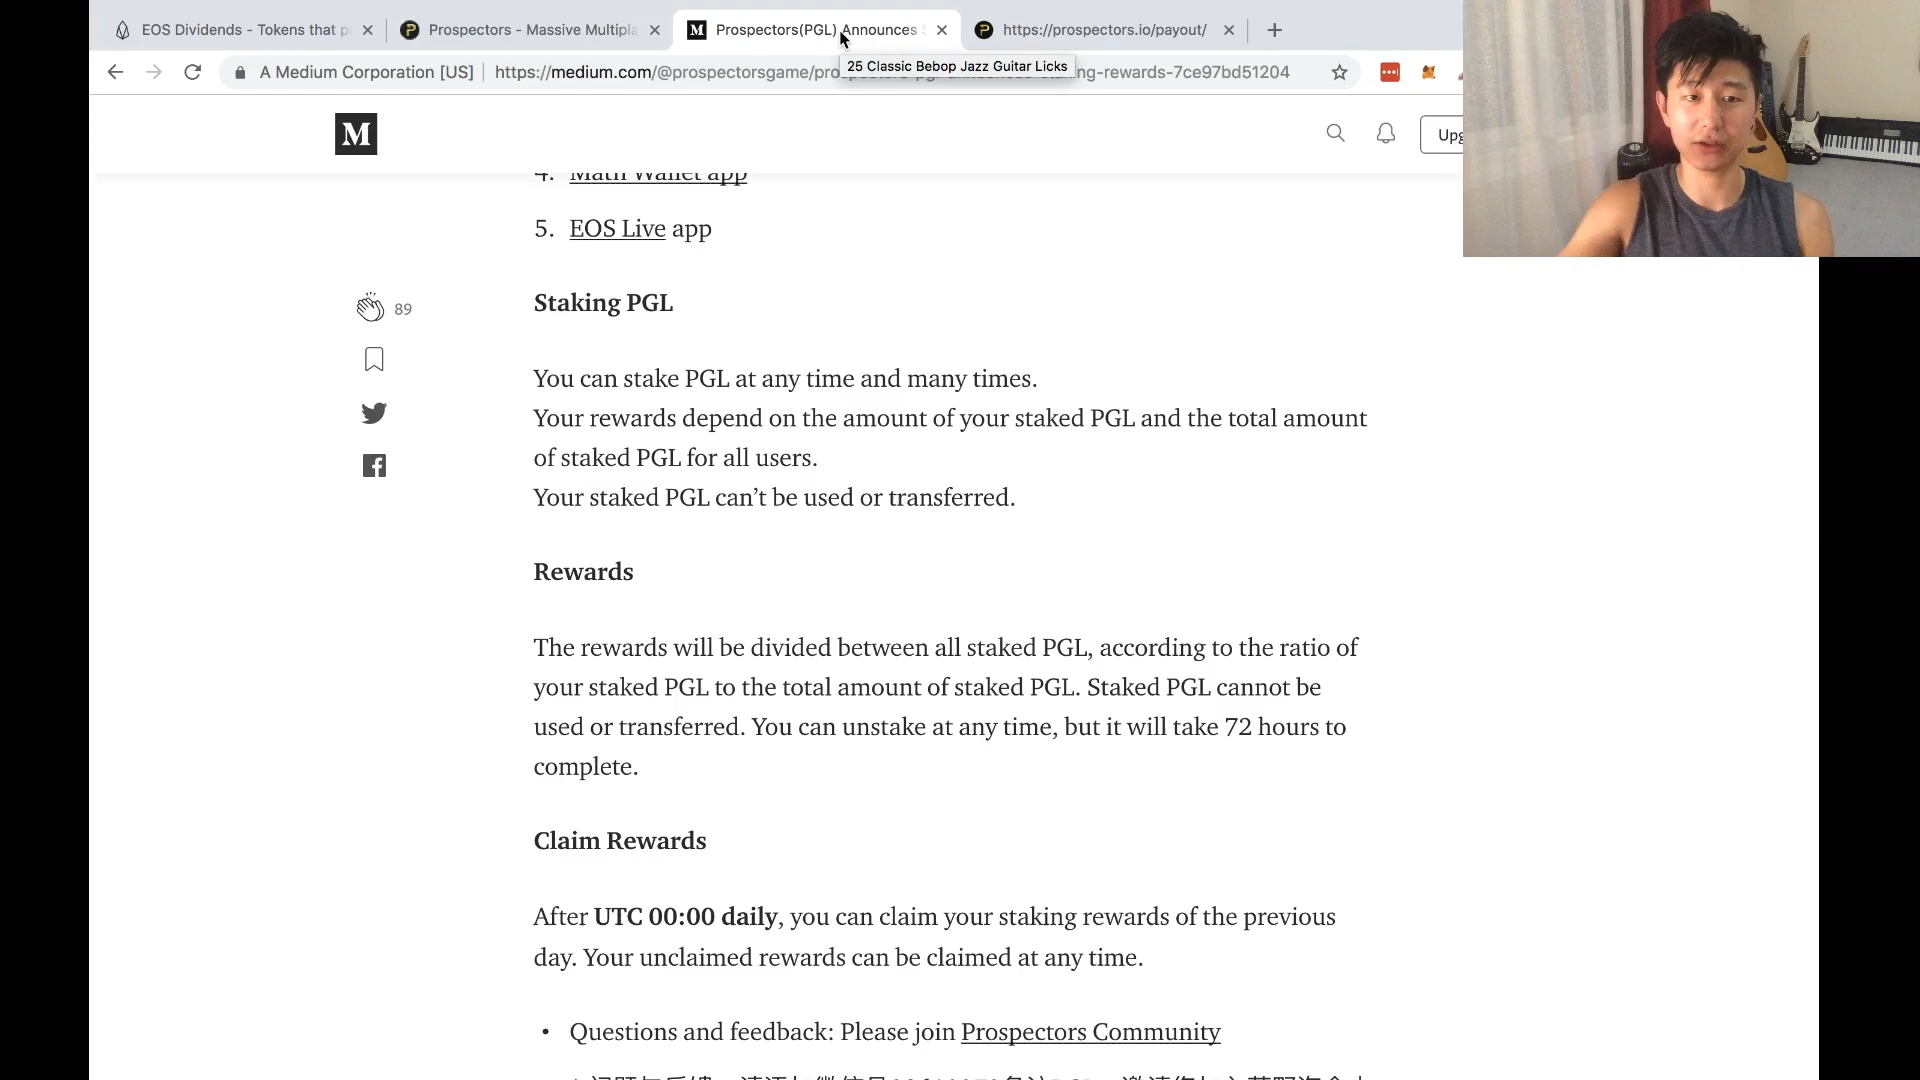 EOS Dividends - Tokens that p
Prospectors - Massive Multipla
Prospectors(PGL) Announces S
https://prospectors.io/payout/
A Medium Corporation [US]
https://medium.com/@prospectorsgame/pro
ng-rewards-7ce97bd51204
25 Classic Bebop Jazz Guitar Licks
M
Upg
4. Math Wallet app
5. EOS Live app
89
Staking PGL
You can stake PGL at any time and many times.
Your rewards depend on the amount of your staked PGL and the total amount
of staked PGL for all users.
Your staked PGL can’t be used or transferred.
Rewards
The rewards will be divided between all staked PGL, according to the ratio of
your staked PGL to the total amount of staked PGL. Staked PGL cannot be
used or transferred. You can unstake at any time, but it will take 72 hours to
complete.
Claim Rewards
After UTC 00:00 daily, you can claim your staking rewards of the previous
day. Your unclaimed rewards can be claimed at any time.
• Questions and feedback: Please join Prospectors Community